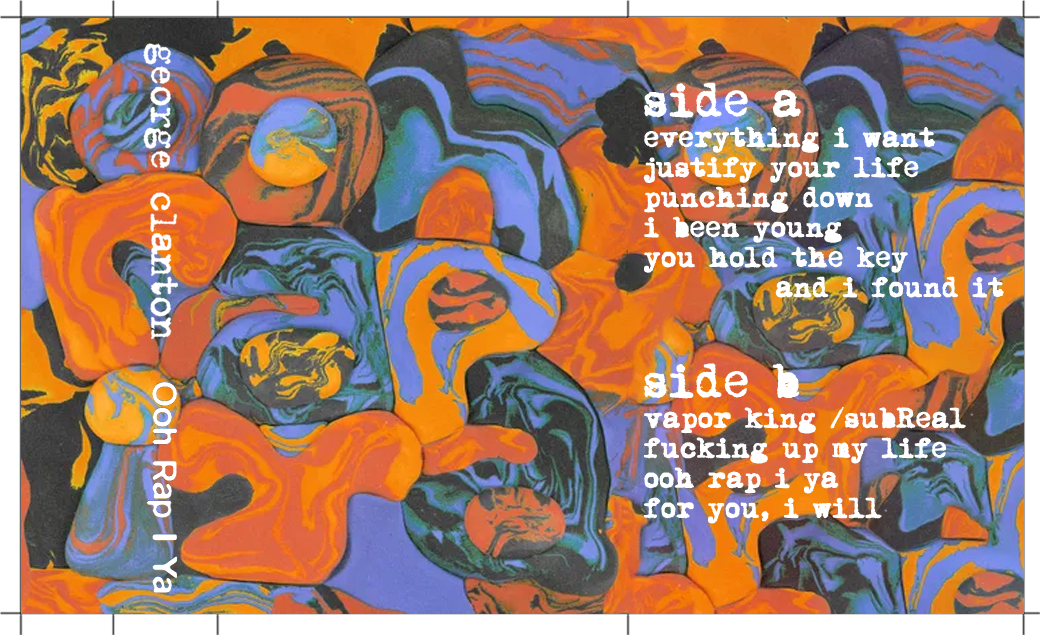 george clanton Ooh Rap I Ya
side a
everything i want
justify your life
punching down
i been young
you hold the key
and i found it
side b
vapor king /subReal
fucking up my life
ooh rap i ya
for you, i will